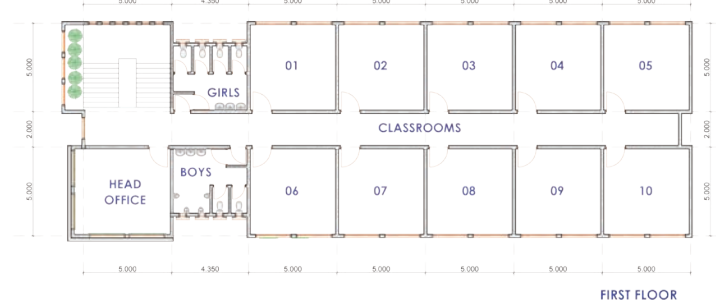 5.000 4.350 5.000 5.000 5.000 5.000 5.000
5.000 01 02 03 04 05 5.000
GIRLS
2.000 CLASSROOMS 2.000
BOYS
5.000 HEAD OFFICE 06 07 08 09 10 5.000
5.000 4.350 5.000 5.000 5.000 5.000 5.000
FIRST FLOOR